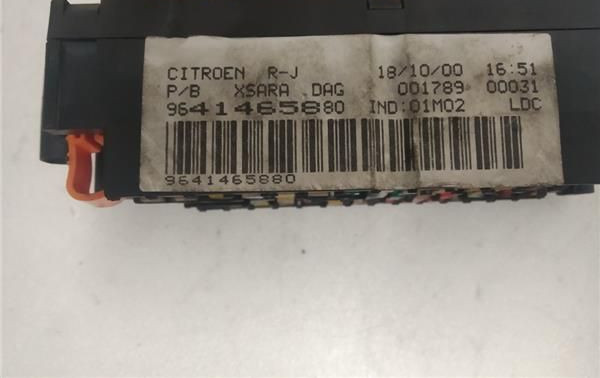 CITROEN R-J 18/10/00 16:51
P/B XSARA DAG 001789 00031
9641465880 IND:01M02 LDC
9641465880